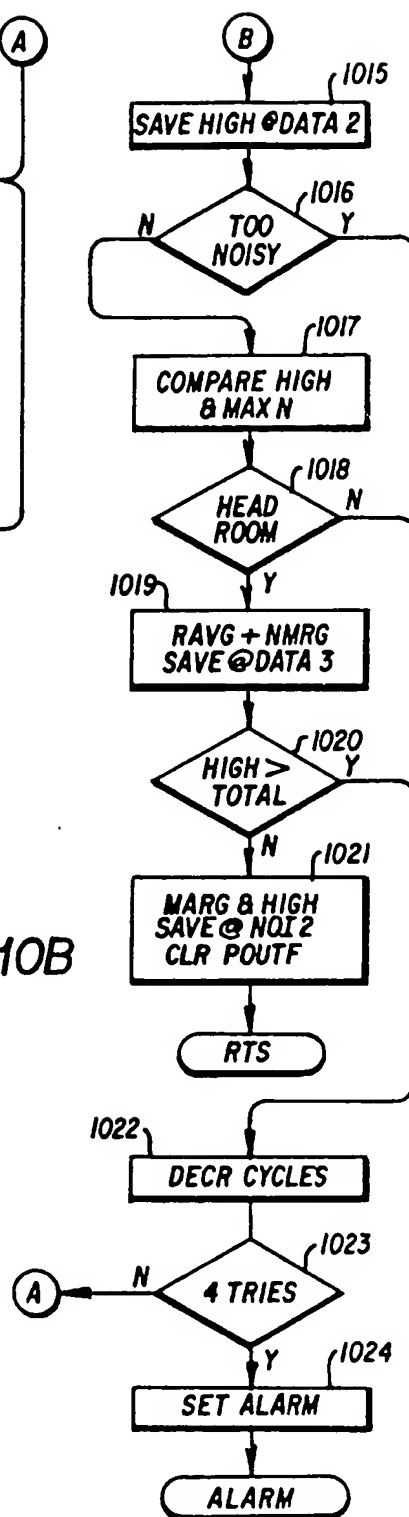 A
B
1015
SAVE HIGH @ DATA 2
1016
N
TOO
NOISY
Y
1017
COMPARE HIGH
& MAX N
1018
HEAD
ROOM
N
Y
1019
RAVG + NMRG
SAVE @ DATA 3
1020
HIGH >
TOTAL
Y
N
1021
MARG & HIGH
SAVE @ NOI 2
CLR POUTF
10B
RTS
1022
DECR CYCLES
1023
A
N
4 TRIES
Y
1024
SET ALARM
ALARM